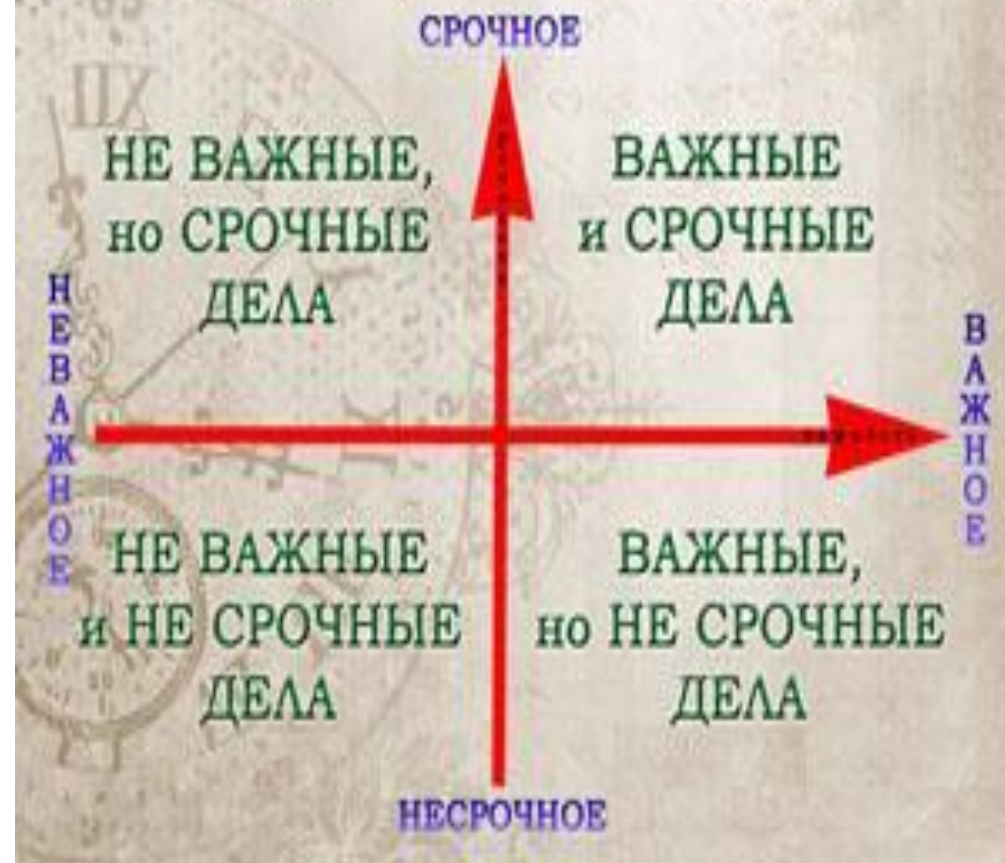 СРОЧНОЕ
НЕ ВАЖНЫЕ,
но СРОЧНЫЕ
ДЕЛА
ВАЖНЫЕ
и СРОЧНЫЕ
ДЕЛА
НЕВАЖНОЕ
ВАЖНОЕ
НЕ ВАЖНЫЕ
и НЕ СРОЧНЫЕ
ДЕЛА
ВАЖНЫЕ,
но НЕ СРОЧНЫЕ
ДЕЛА
НЕСРОЧНОЕ